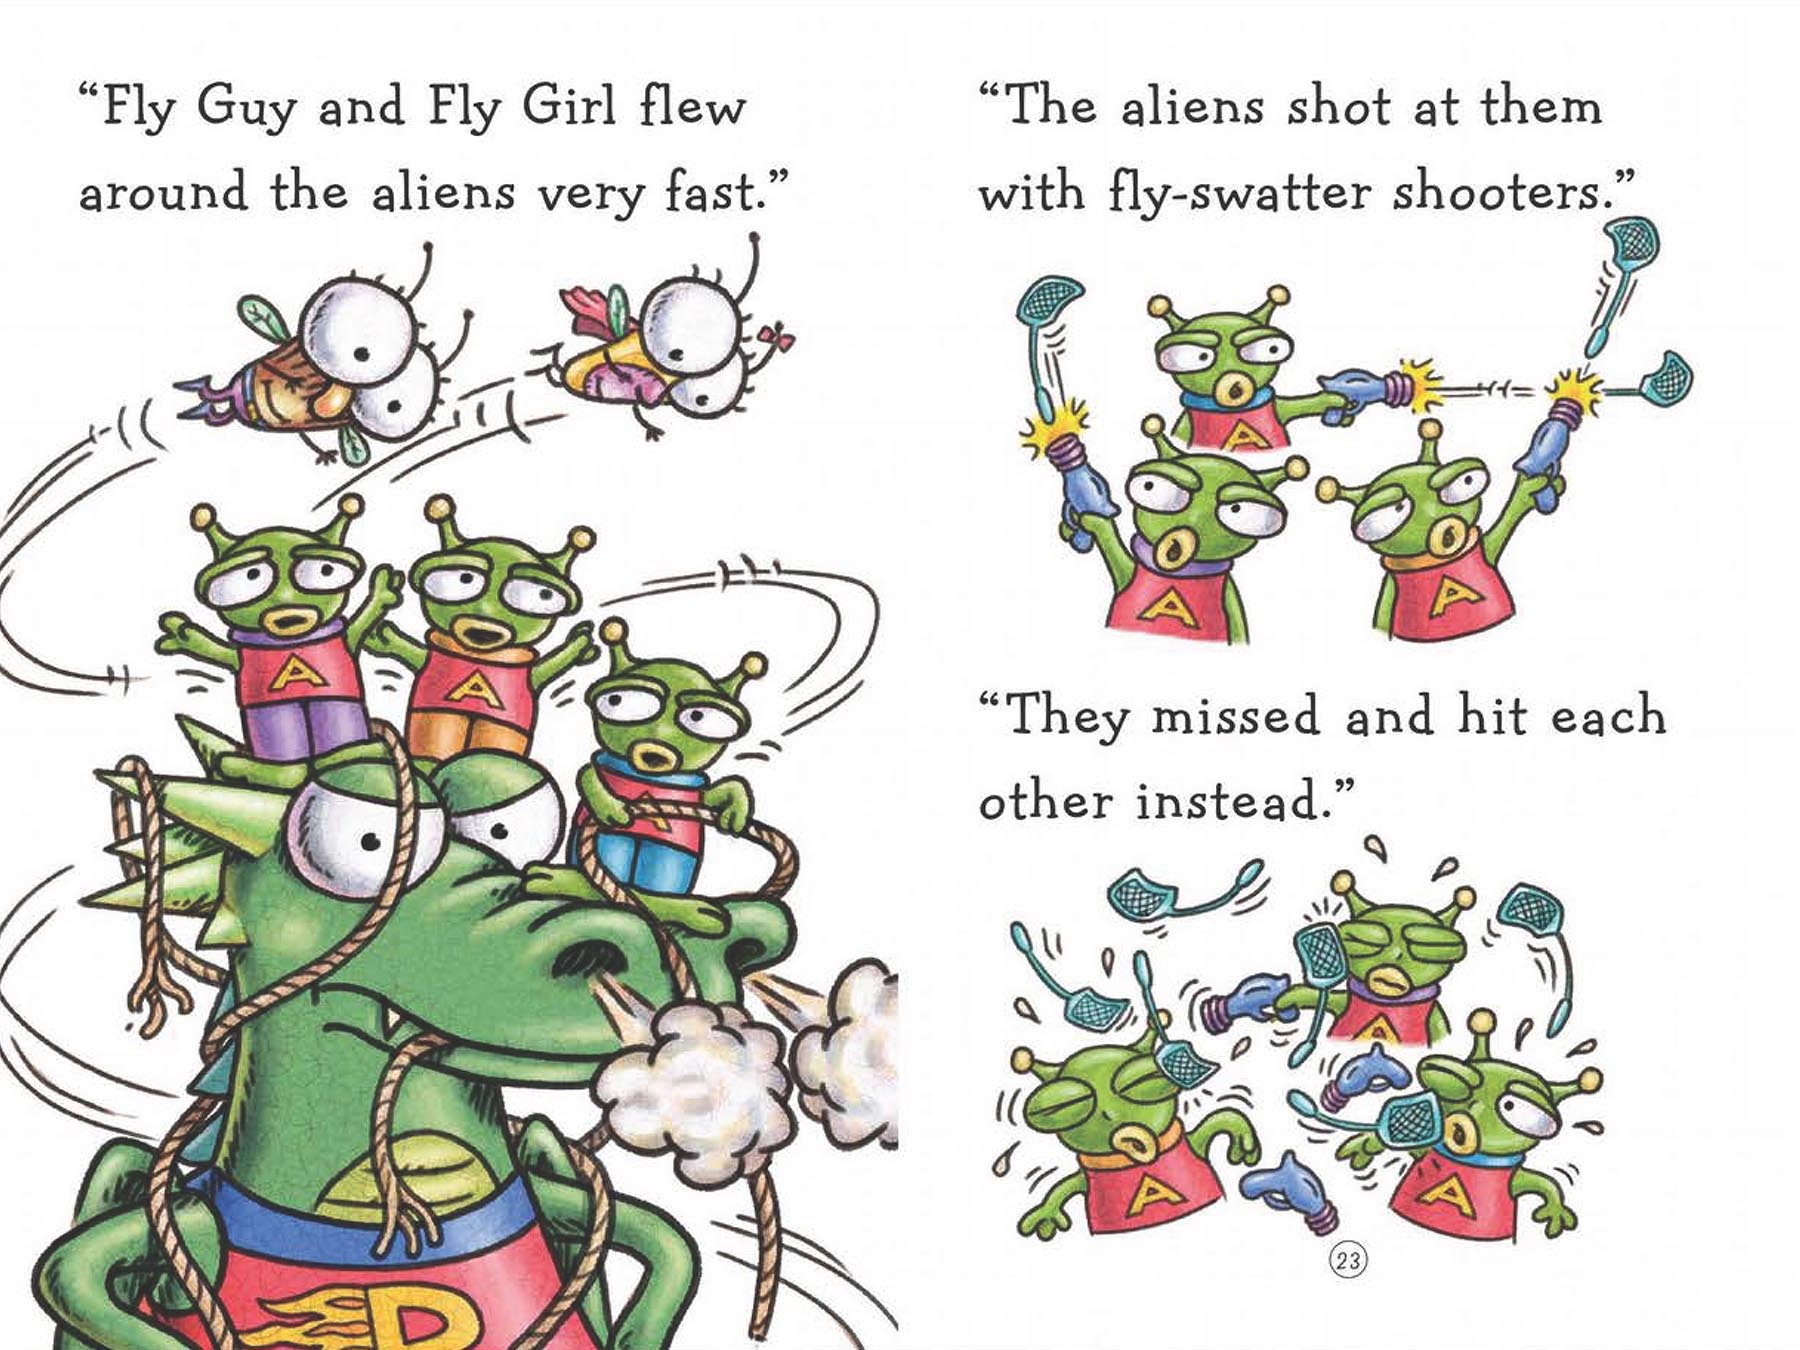 “Fly Guy and Fly Girl flew
around the aliens very fast.”
A
A
A
D
“The aliens shot at them
with fly-swatter shooters.”
A
A
A
“They missed and hit each
other instead.”
A
A
A
23